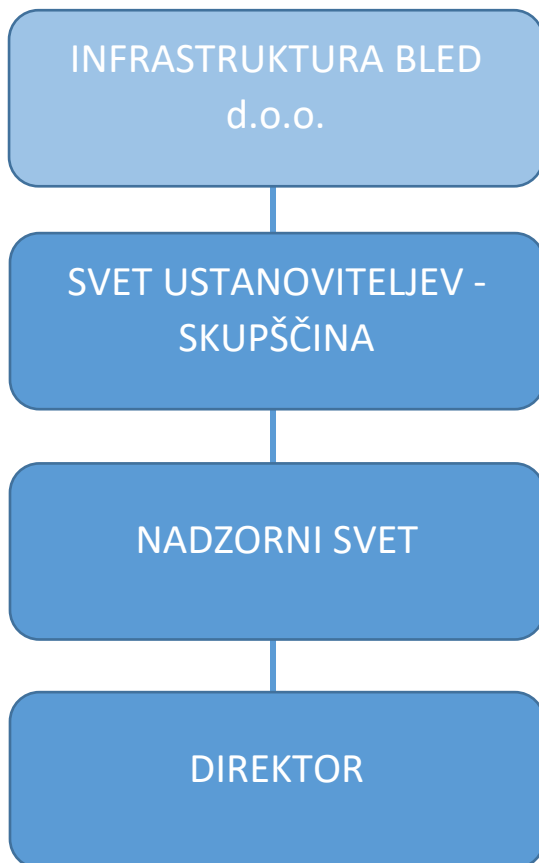 INFRASTRUKTURA BLED
d.o.o.
SVET USTANOVITELJEV -
SKUPŠČINA
NADZORNI SVET
DIREKTOR